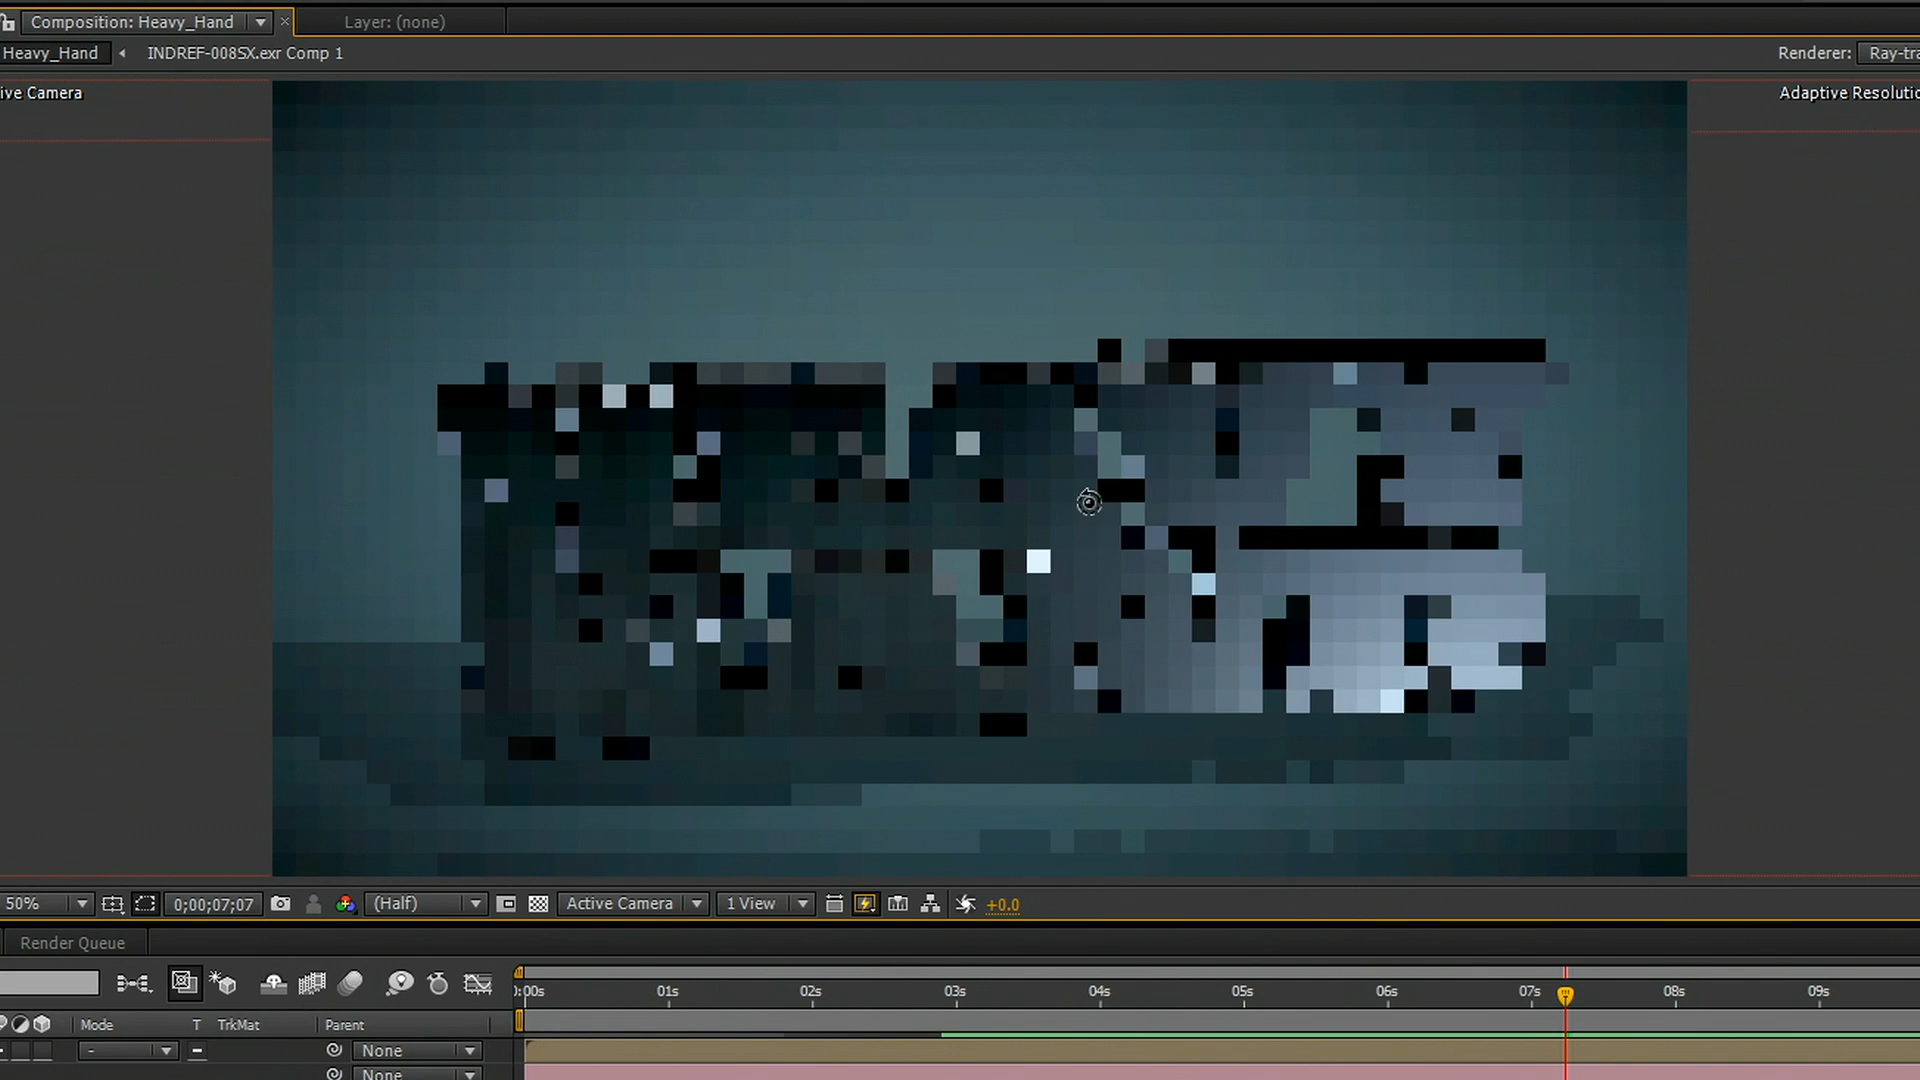 Composition: Heavy_Hand
Layer: (none)
Heavy_Hand
INDREF-008SX.exr Comp 1
Renderer:
ive Camera
50%
0;00;07;07
(Half)
Active Camera
1 View
+0.0
Render Queue
0:00s
01s
02s
03s
04s
05s
06s
07s
08s
09s
Mode
T
TrkMat
Parent
-
None
None
Ray-tra
Adaptive Resolutio